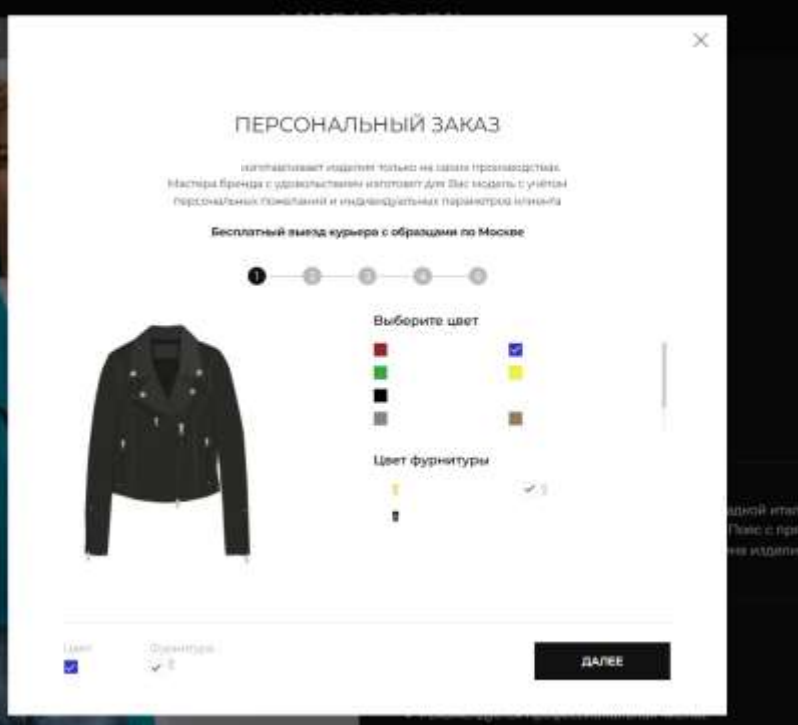 ПЕРСОНАЛЬНЫЙ ЗАКАЗ
изготавливает изделия только на своих производствах.
Мастера бренда с удовольствием изготовят для Вас модель с учётом
персональных пожеланий и индивидуальных параметров клиента
Бесплатный выезд курьера с образцами по Москве
1 2 3 4 5
Выберите цвет
Цвет фурнитуры
Пояс с
Цвет Фурнитура
ДАЛЕЕ